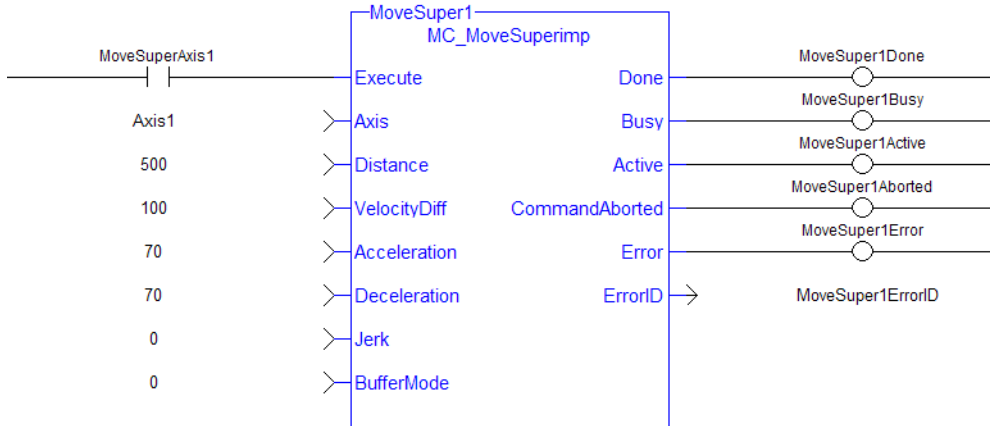 MoveSuper1
MC_MoveSuperimp
MoveSuperAxis1 Execute Done MoveSuper1Done
Axis1 Axis Busy MoveSuper1Busy
500 Distance Active MoveSuper1Active
100 VelocityDiff CommandAborted MoveSuper1Aborted
70 Acceleration Error MoveSuper1Error
70 Deceleration ErrorID MoveSuper1ErrorID
0 Jerk
0 BufferMode